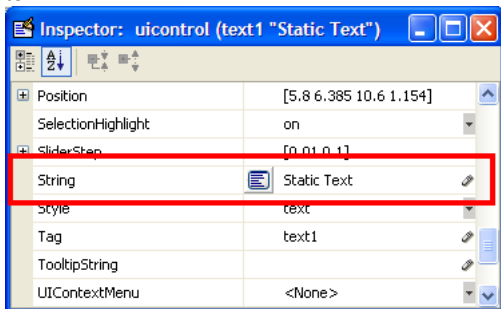 Inspector: uicontrol (text1 "Static Text")
Position [5.8 6.385 10.6 1.154]
SelectionHighlight on
SliderStep [0.01 0.1]
String Static Text
Style text
Tag text1
TooltipString
UIContextMenu <None>